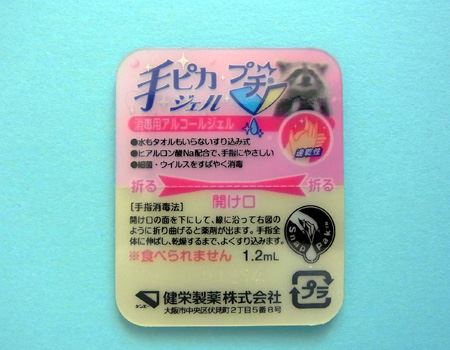 手ピカ
ジェル
プチ
消毒用アルコールジェル
●水もタオルもいらないすり込み式
●ヒアルロン酸Na配合で、手指にやさしい
●細菌・ウイルスをすばやく消毒
速乾性
折る 折る
開け口
【手指消毒法】
開け口の面を下にして、線に沿って右図の
ように折り曲げると薬剤が出ます。手指全
体に伸ばし、乾燥するまで、よくすり込みます。
Snap Pak™
※食べられません 1.2mL
ケンエー
健栄製薬株式会社
大阪市中央区伏見町2丁目5番8号
プラ